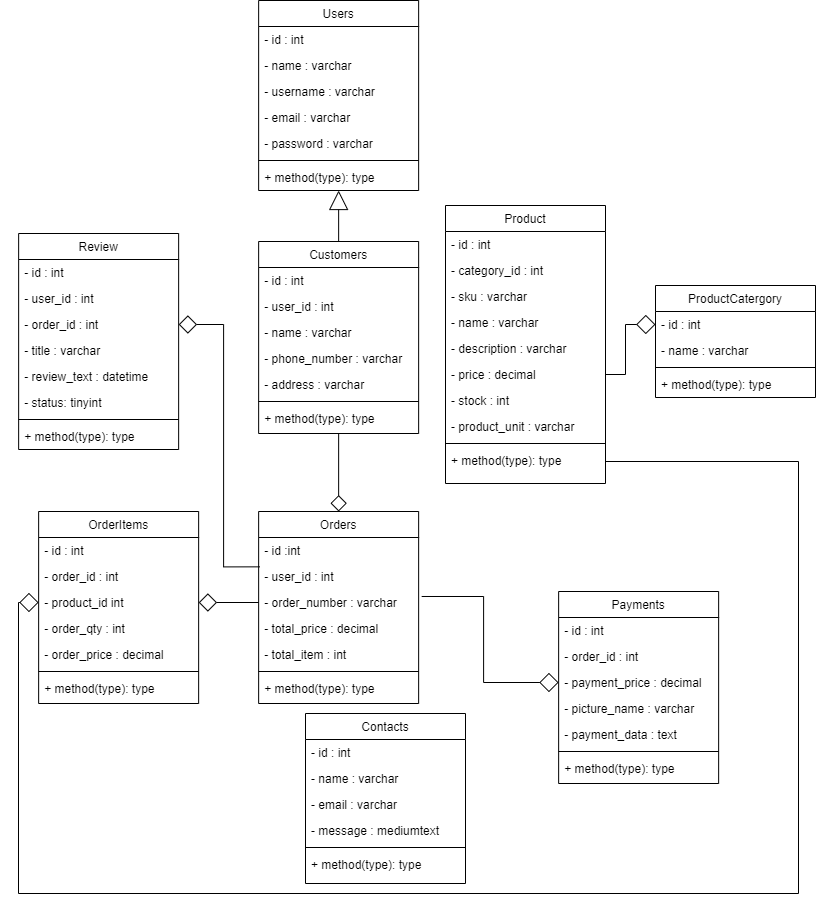 Users
- id : int
- name : varchar
- username : varchar
- email : varchar
- password : varchar
+ method(type): type
Review
- id : int
- user_id : int
- order_id : int
- title : varchar
- review_text : datetime
- status: tinyint
+ method(type): type
Customers
- id : int
- user_id : int
- name : varchar
- phone_number : varchar
- address : varchar
+ method(type): type
Product
- id : int
- category_id : int
- sku : varchar
- name : varchar
- description : varchar
- price : decimal
- stock : int
- product_unit : varchar
+ method(type): type
ProductCatergory
- id : int
- name : varchar
+ method(type): type
OrderItems
- id : int
- order_id : int
- product_id int
- order_qty : int
- order_price : decimal
+ method(type): type
Orders
- id :int
- user_id : int
- order_number : varchar
- total_price : decimal
- total_item : int
+ method(type): type
Payments
- id : int
- order_id : int
- payment_price : decimal
- picture_name : varchar
- payment_data : text
+ method(type): type
Contacts
- id : int
- name : varchar
- email : varchar
- message : mediumtext
+ method(type): type